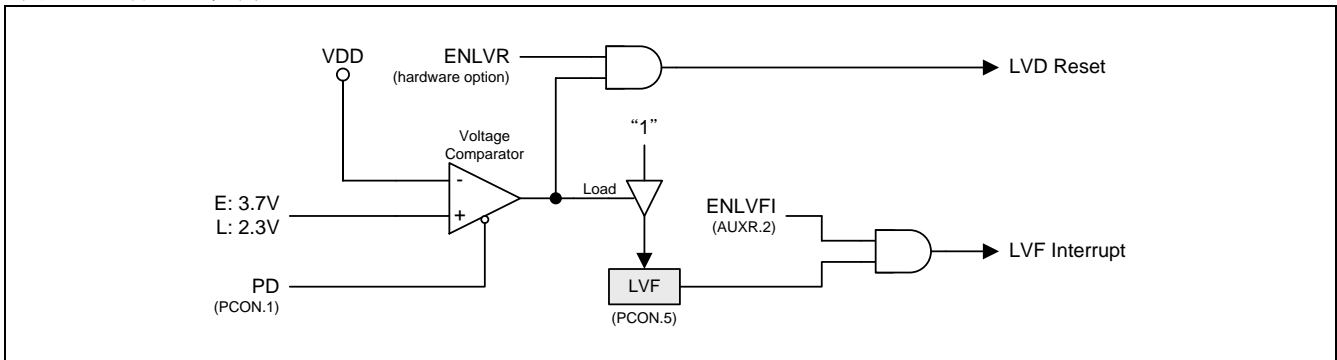 VDD
ENLVR
(hardware option)
LVD Reset
Voltage
Comparator
“1”
-
+
Load
E: 3.7V
L: 2.3V
ENLVFI
(AUXR.2)
LVF Interrupt
PD
(PCON.1)
LVF
(PCON.5)